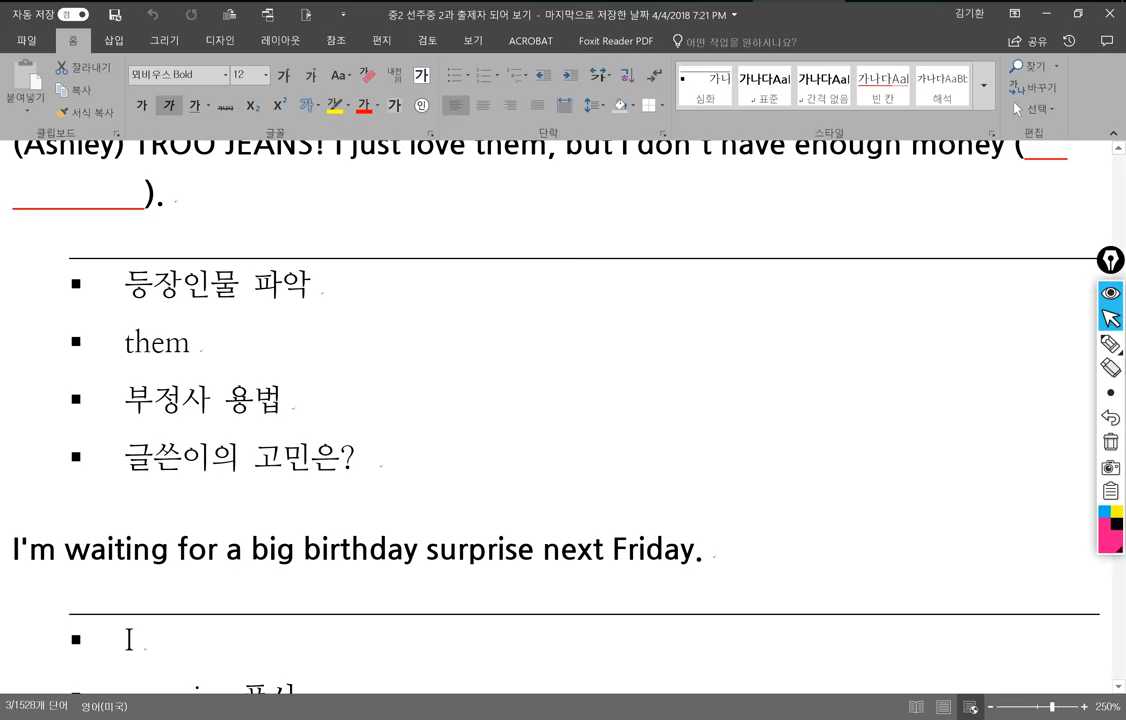 자동 저장 켬
중2 선주중 2과 출제자 되어 보기 - 마지막으로 저장한 날짜 4/4/2018 7:21 PM
김기환
파일 홈 삽입 그리기 디자인 레이아웃 참조 편지 검토 보기 ACROBAT Foxit Reader PDF 어떤 작업을 원하시나요? 공유
붙여넣기
잘라내기
복사
서식 복사
클립보드
뫼비우스 Bold 12
글꼴
단락
가나 심화
가나다Aal 표준
가나다Aal 간격 없음
가나다Aal 빈 칸
가나다AaBb 해석
스타일
찾기
바꾸기
선택
편집
(Ashley) TROO JEANS! I just love them, but I don't have enough money (___
_________).
등장인물 파악
them
부정사 용법
글쓴이의 고민은?
I'm waiting for a big birthday surprise next Friday.
I
3/1528개 단어 영어(미국) 250%